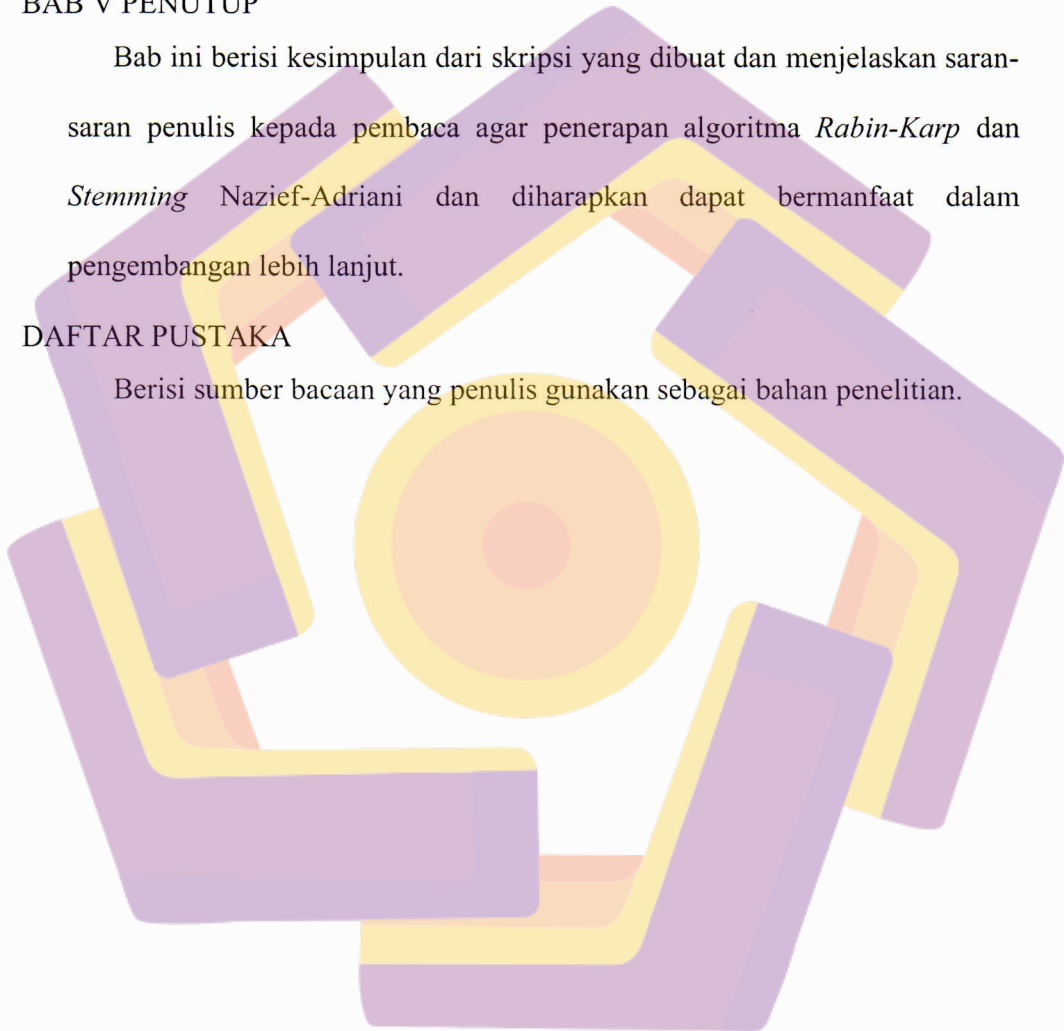 BAB V PENUTUP
Bab ini berisi kesimpulan dari skripsi yang dibuat dan menjelaskan saran-
saran penulis kepada pembaca agar penerapan algoritma Rabin-Karp dan
Stemming Nazief-Adriani dan diharapkan dapat bermanfaat dalam
pengembangan lebih lanjut.
DAFTAR PUSTAKA
Berisi sumber bacaan yang penulis gunakan sebagai bahan penelitian.